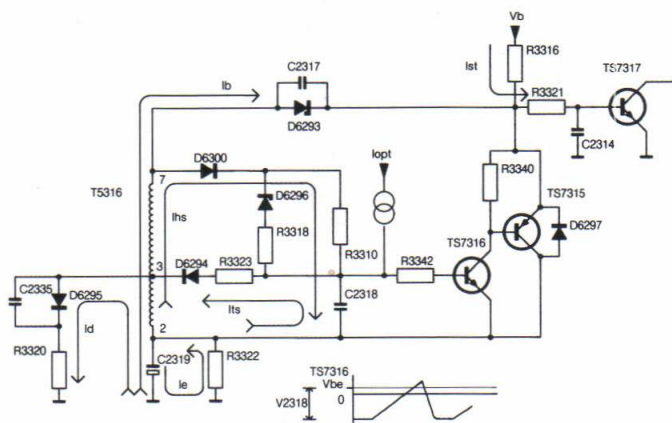 Vb
R3316
Ist
TS7317
C2317
Ib
R3321
D6293
C2314
D6300
Iopt
7
T5316
Ihs
D6296
R3340
TS7315
R3318
R3310
TS7316
D6297
3
D6294
R3323
R3342
C2335
D6295
Its
C2318
Id
2
R3320
C2319
Ie
R3322
TS7316
Vbe
0
V2318